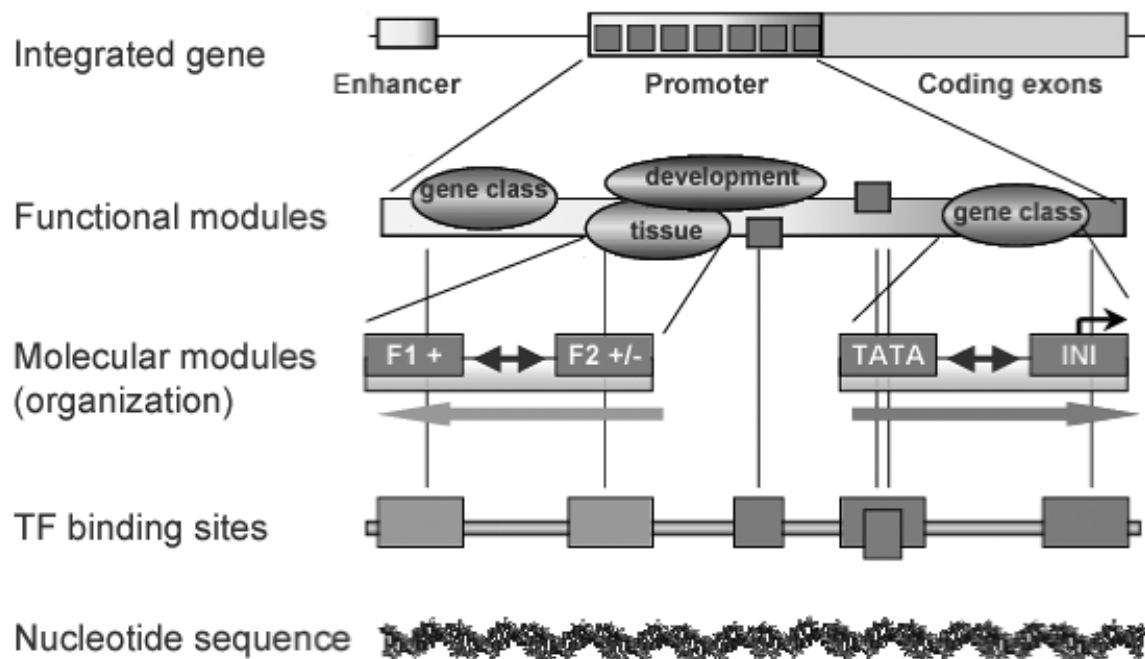 Integrated gene
Enhancer
Promoter
Coding exons
Functional modules
gene class
development
tissue
gene class
Molecular modules
(organization)
F1 +
F2 +/-
TATA
INI
TF binding sites
Nucleotide sequence